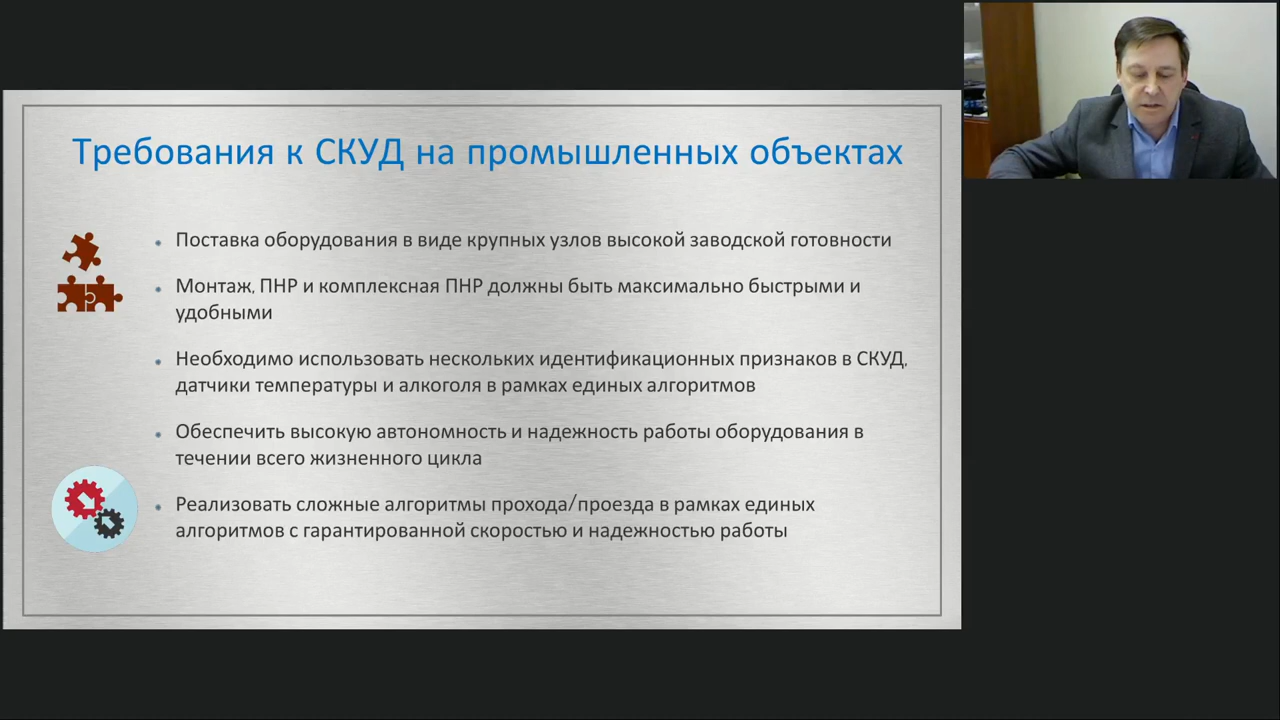 Требования к СКУД на промышленных объектах
Поставка оборудования в виде крупных узлов высокой заводской готовности
Монтаж, ПНР и комплексная ПНР должны быть максимально быстрыми и
удобными
Необходимо использовать нескольких идентификационных признаков в СКУД,
датчики температуры и алкоголя в рамках единых алгоритмов
Обеспечить высокую автономность и надежность работы оборудования в
течении всего жизненного цикла
Реализовать сложные алгоритмы прохода/проезда в рамках единых
алгоритмов с гарантированной скоростью и надежностью работы